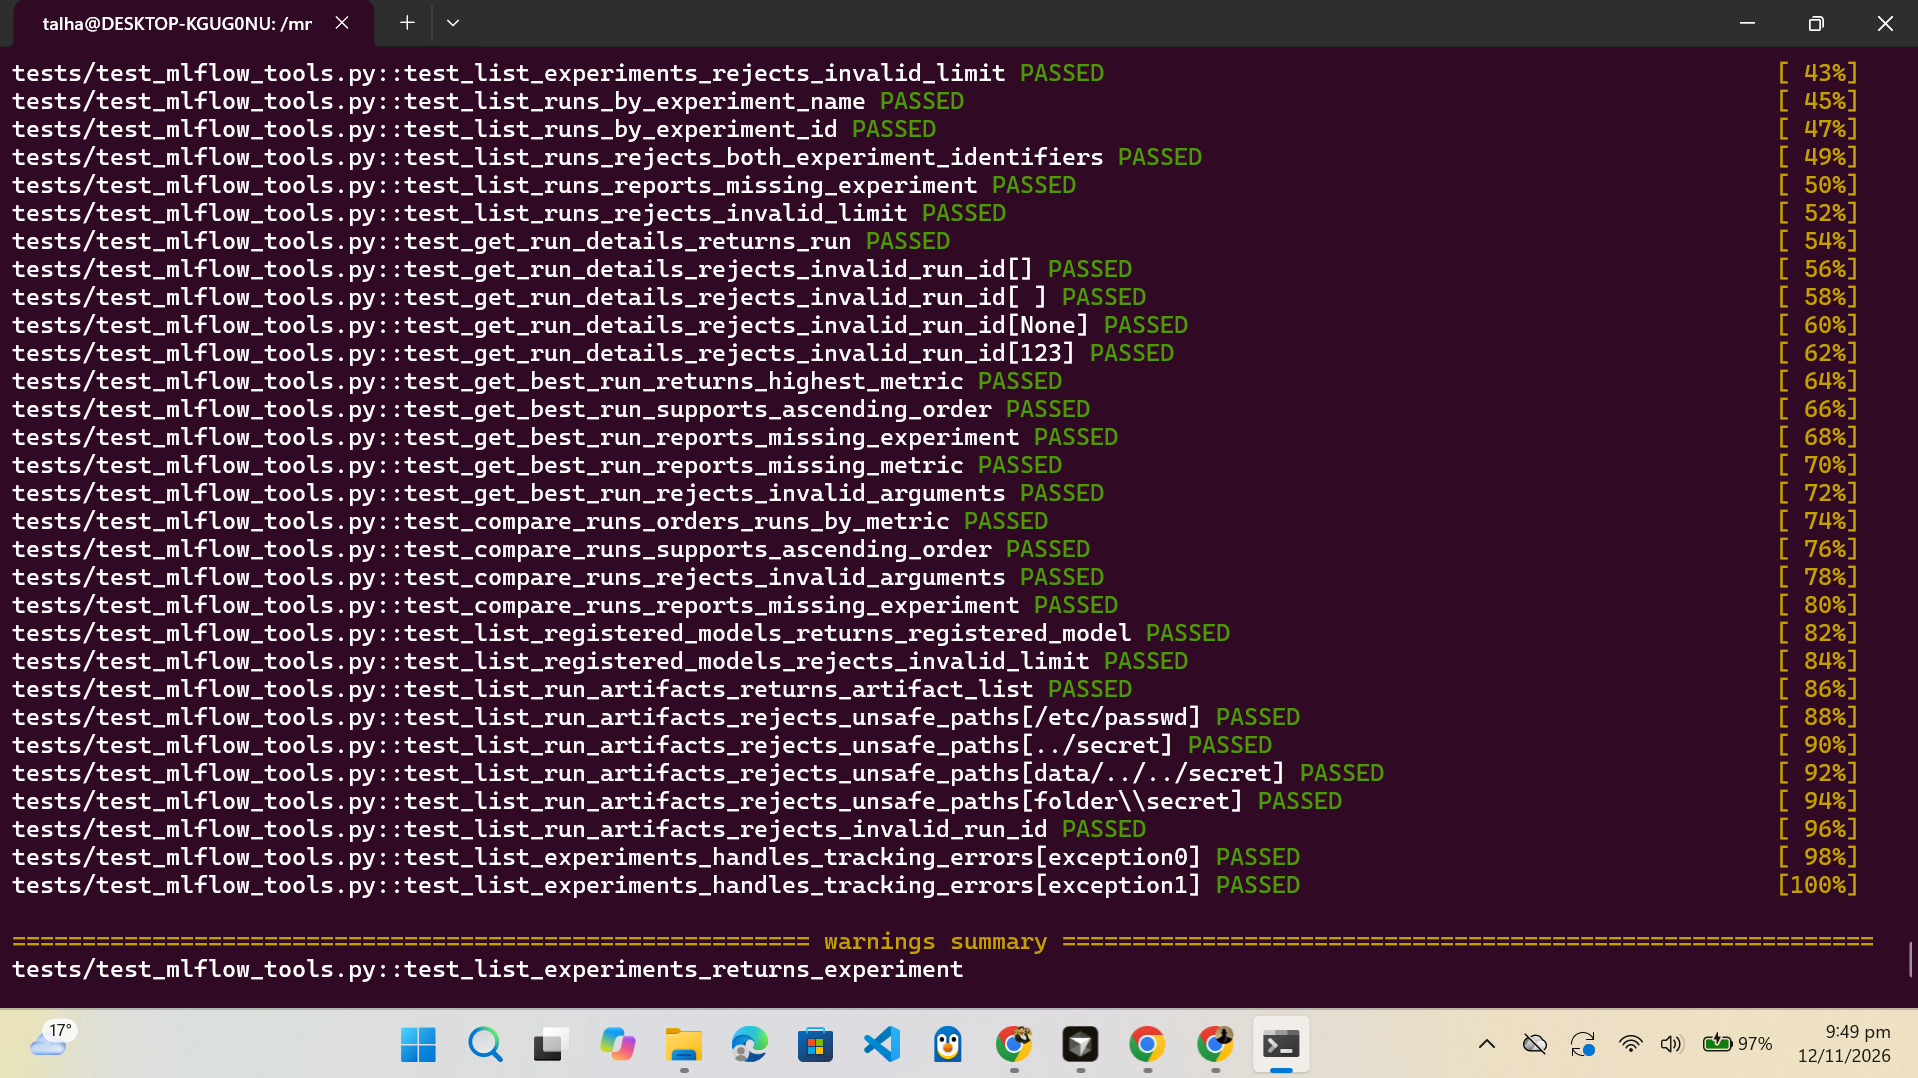 talha@DESKTOP-KGUG0NU: /mr
tests/test_mlflow_tools.py::test_list_experiments_rejects_invalid_limit PASSED [ 43%]
tests/test_mlflow_tools.py::test_list_runs_by_experiment_name PASSED [ 45%]
tests/test_mlflow_tools.py::test_list_runs_by_experiment_id PASSED [ 47%]
tests/test_mlflow_tools.py::test_list_runs_rejects_both_experiment_identifiers PASSED [ 49%]
tests/test_mlflow_tools.py::test_list_runs_reports_missing_experiment PASSED [ 50%]
tests/test_mlflow_tools.py::test_list_runs_rejects_invalid_limit PASSED [ 52%]
tests/test_mlflow_tools.py::test_get_run_details_returns_run PASSED [ 54%]
tests/test_mlflow_tools.py::test_get_run_details_rejects_invalid_run_id[] PASSED [ 56%]
tests/test_mlflow_tools.py::test_get_run_details_rejects_invalid_run_id[ ] PASSED [ 58%]
tests/test_mlflow_tools.py::test_get_run_details_rejects_invalid_run_id[None] PASSED [ 60%]
tests/test_mlflow_tools.py::test_get_run_details_rejects_invalid_run_id[123] PASSED [ 62%]
tests/test_mlflow_tools.py::test_get_best_run_returns_highest_metric PASSED [ 64%]
tests/test_mlflow_tools.py::test_get_best_run_supports_ascending_order PASSED [ 66%]
tests/test_mlflow_tools.py::test_get_best_run_reports_missing_experiment PASSED [ 68%]
tests/test_mlflow_tools.py::test_get_best_run_reports_missing_metric PASSED [ 70%]
tests/test_mlflow_tools.py::test_get_best_run_rejects_invalid_arguments PASSED [ 72%]
tests/test_mlflow_tools.py::test_compare_runs_orders_runs_by_metric PASSED [ 74%]
tests/test_mlflow_tools.py::test_compare_runs_supports_ascending_order PASSED [ 76%]
tests/test_mlflow_tools.py::test_compare_runs_rejects_invalid_arguments PASSED [ 78%]
tests/test_mlflow_tools.py::test_compare_runs_reports_missing_experiment PASSED [ 80%]
tests/test_mlflow_tools.py::test_list_registered_models_returns_registered_model PASSED [ 82%]
tests/test_mlflow_tools.py::test_list_registered_models_rejects_invalid_limit PASSED [ 84%]
tests/test_mlflow_tools.py::test_list_run_artifacts_returns_artifact_list PASSED [ 86%]
tests/test_mlflow_tools.py::test_list_run_artifacts_rejects_unsafe_paths[/etc/passwd] PASSED [ 88%]
tests/test_mlflow_tools.py::test_list_run_artifacts_rejects_unsafe_paths[../secret] PASSED [ 90%]
tests/test_mlflow_tools.py::test_list_run_artifacts_rejects_unsafe_paths[data/../../secret] PASSED [ 92%]
tests/test_mlflow_tools.py::test_list_run_artifacts_rejects_unsafe_paths[folder\\secret] PASSED [ 94%]
tests/test_mlflow_tools.py::test_list_run_artifacts_rejects_invalid_run_id PASSED [ 96%]
tests/test_mlflow_tools.py::test_list_experiments_handles_tracking_errors[exception0] PASSED [ 98%]
tests/test_mlflow_tools.py::test_list_experiments_handles_tracking_errors[exception1] PASSED [100%]
========================================================= warnings summary ==========================================================
tests/test_mlflow_tools.py::test_list_experiments_returns_experiment
17°
97%
9:49 pm
12/11/2026